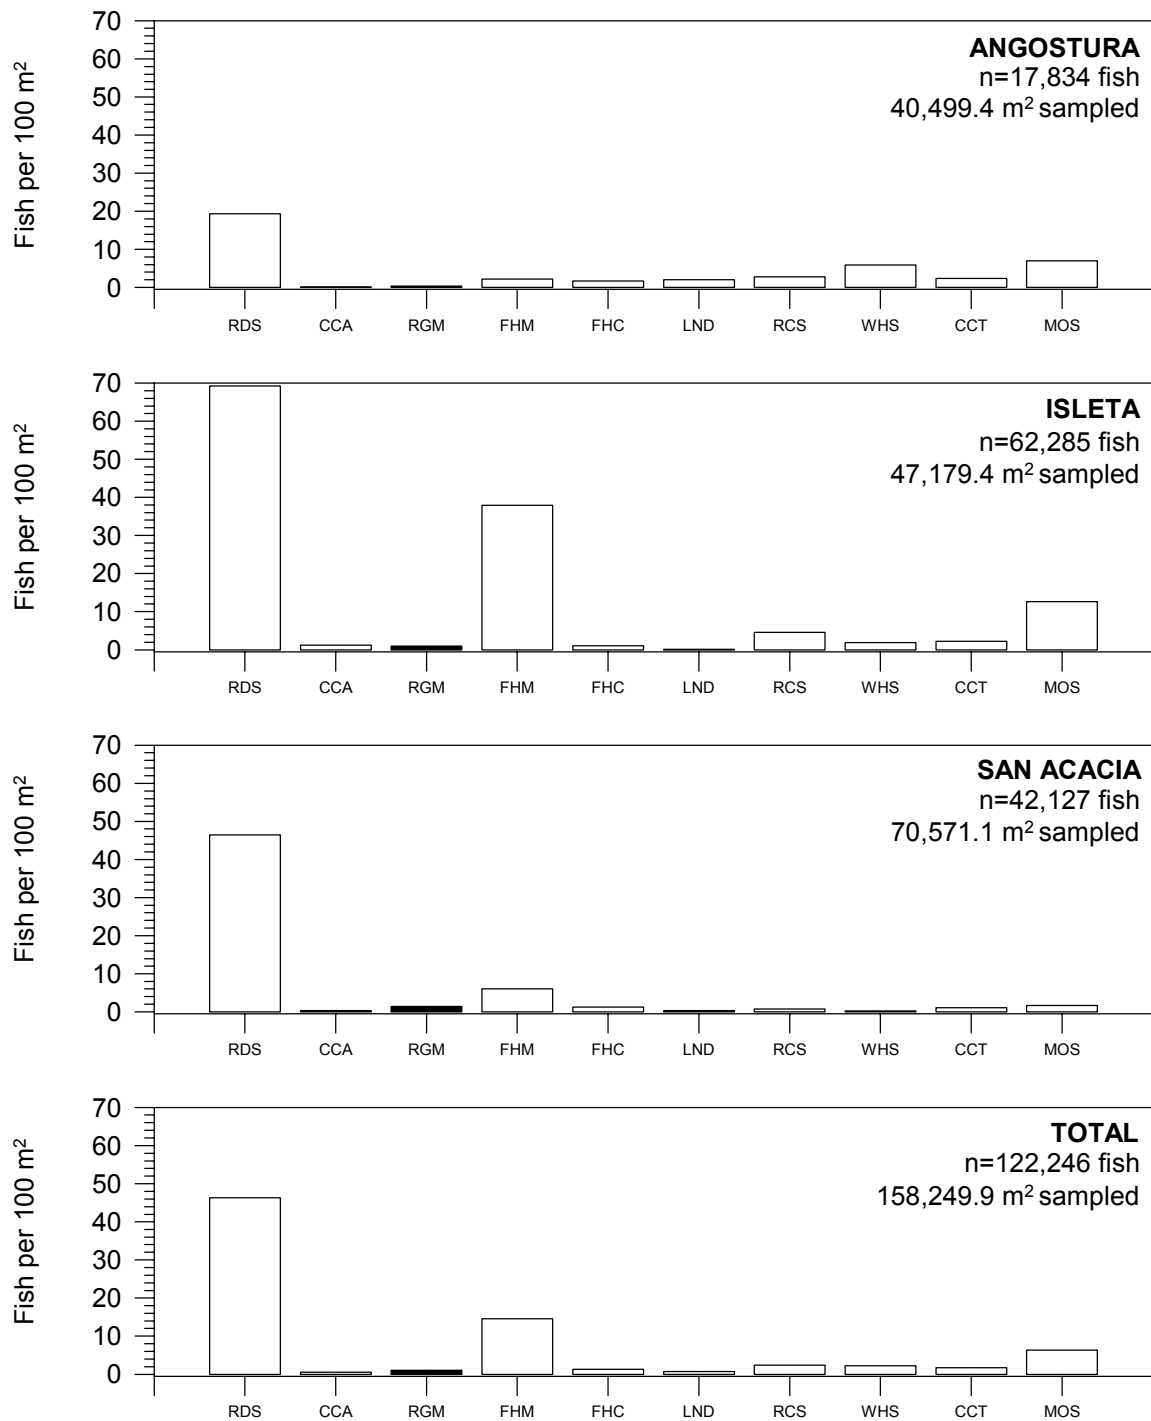 70
60
50
40
30
20
10
0
Fish per 100 m²
ANGOSTURA
n=17,834 fish
40,499.4 m² sampled
RDS CCA RGM FHM FHC LND RCS WHS CCT MOS
70
60
50
40
30
20
10
0
Fish per 100 m²
ISLETA
n=62,285 fish
47,179.4 m² sampled
RDS CCA RGM FHM FHC LND RCS WHS CCT MOS
70
60
50
40
30
20
10
0
Fish per 100 m²
SAN ACACIA
n=42,127 fish
70,571.1 m² sampled
RDS CCA RGM FHM FHC LND RCS WHS CCT MOS
70
60
50
40
30
20
10
0
Fish per 100 m²
TOTAL
n=122,246 fish
158,249.9 m² sampled
RDS CCA RGM FHM FHC LND RCS WHS CCT MOS